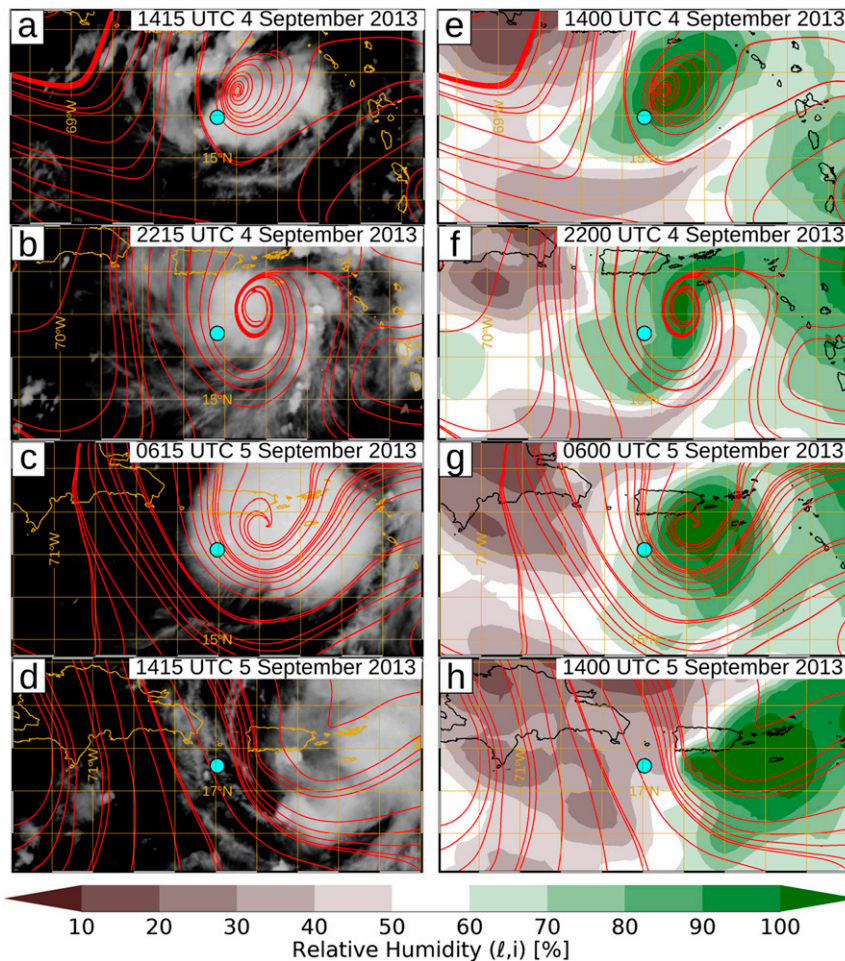 a
1415 UTC 4 September 2013
69°W
15°N
e
1400 UTC 4 September 2013
69°W
15°N
b
2215 UTC 4 September 2013
70°W
15°N
f
2200 UTC 4 September 2013
70°W
15°N
c
0615 UTC 5 September 2013
71°W
15°N
g
0600 UTC 5 September 2013
71°W
15°N
d
1415 UTC 5 September 2013
71°W
17°N
h
1400 UTC 5 September 2013
71°W
17°N
10 20 30 40 50 60 70 80 90 100
Relative Humidity (ℓ,i) [%]